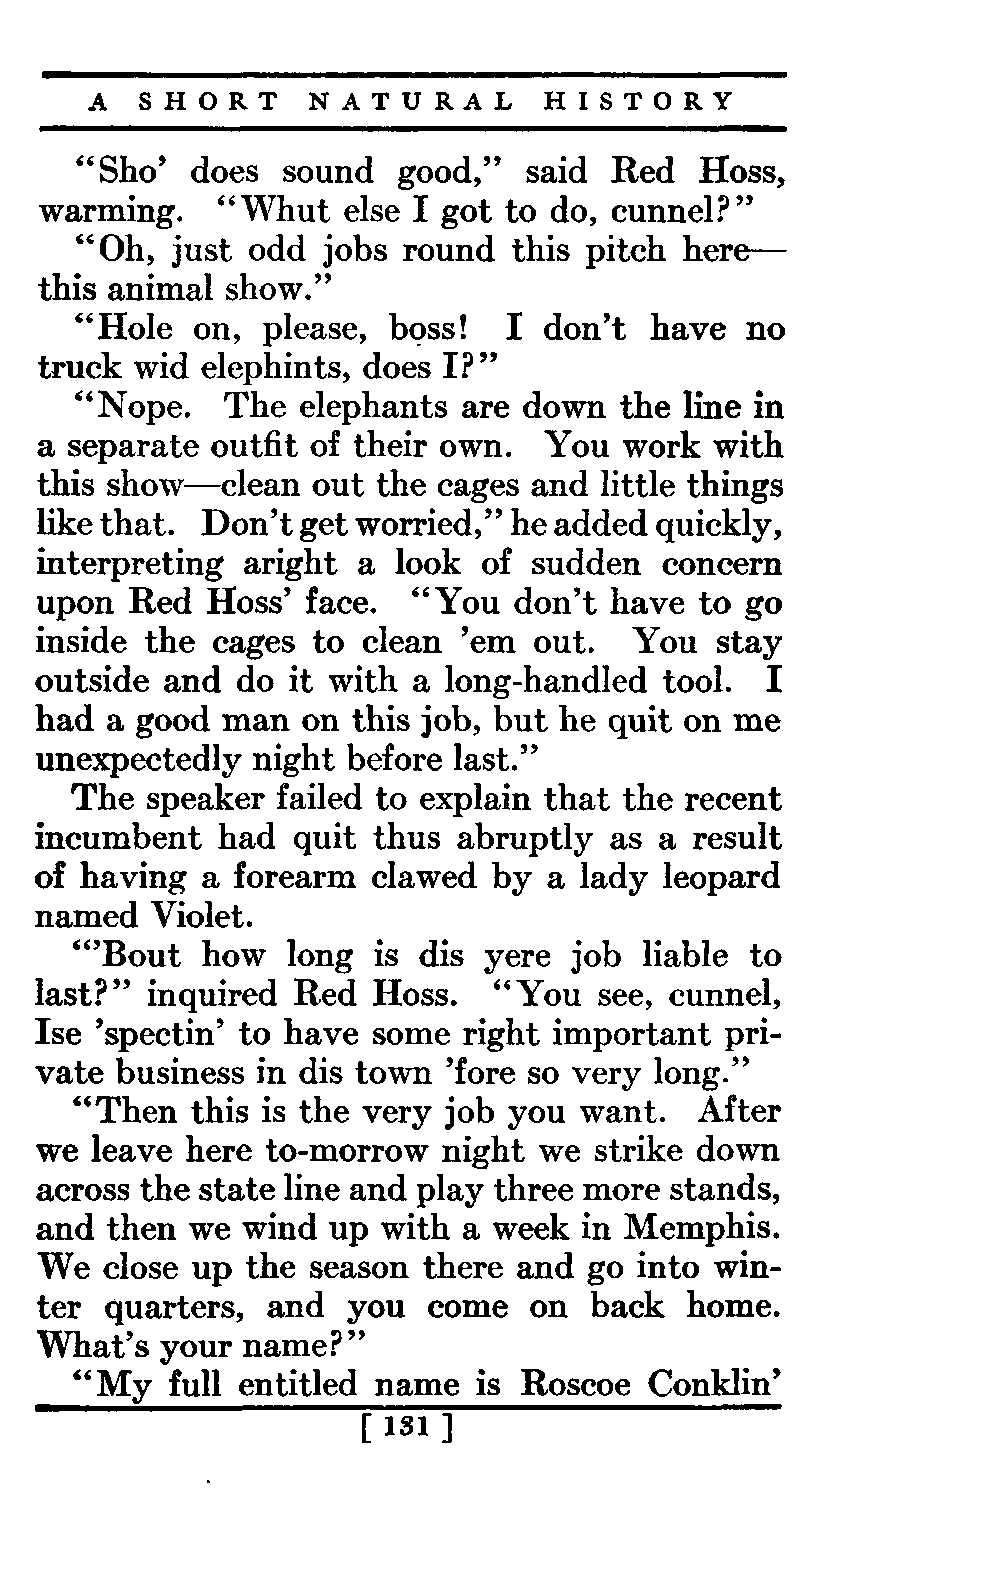 A SHORT NATURAL HISTORY
“Sho’ does sound good,” said Red Hoss,
warming. “Whut else I got to do, cunnel?”
“Oh, just odd jobs round this pitch here—
this animal show.”
“Hole on, please, boss! I don’t have no
truck wid elephints, does I?”
“Nope. The elephants are down the line in
a separate outfit of their own. You work with
this show—clean out the cages and little things
like that. Don’t get worried,” he added quickly,
interpreting aright a look of sudden concern
upon Red Hoss’ face. “You don’t have to go
inside the cages to clean ’em out. You stay
outside and do it with a long-handled tool. I
had a good man on this job, but he quit on me
unexpectedly night before last.”
The speaker failed to explain that the recent
incumbent had quit thus abruptly as a result
of having a forearm clawed by a lady leopard
named Violet.
“’Bout how long is dis yere job liable to
last?” inquired Red Hoss. “You see, cunnel,
Ise ’spectin’ to have some right important pri-
vate business in dis town ’fore so very long.”
“Then this is the very job you want. After
we leave here to-morrow night we strike down
across the state line and play three more stands,
and then we wind up with a week in Memphis.
We close up the season there and go into win-
ter quarters, and you come on back home.
What’s your name?”
“My full entitled name is Roscoe Conklin’
[ 131 ]